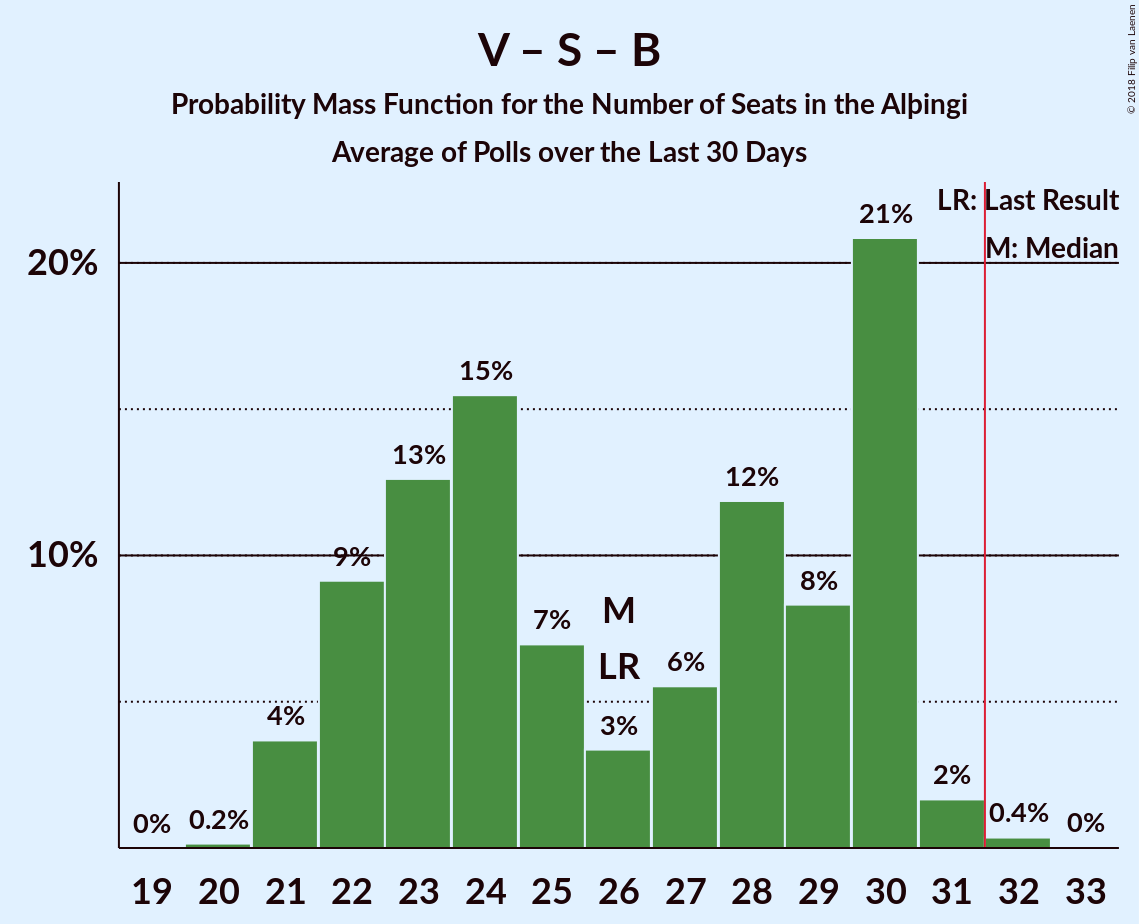 V – S – B
Probability Mass Function for the Number of Seats in the Alþingi
Average of Polls over the Last 30 Days
© 2018 Filip van Laenen
LR: Last Result
M: Median
20%
10%
0%
0.2%
4%
9%
13%
15%
7%
M
LR
3%
6%
12%
8%
21%
2%
0.4%
0%
19 20 21 22 23 24 25 26 27 28 29 30 31 32 33